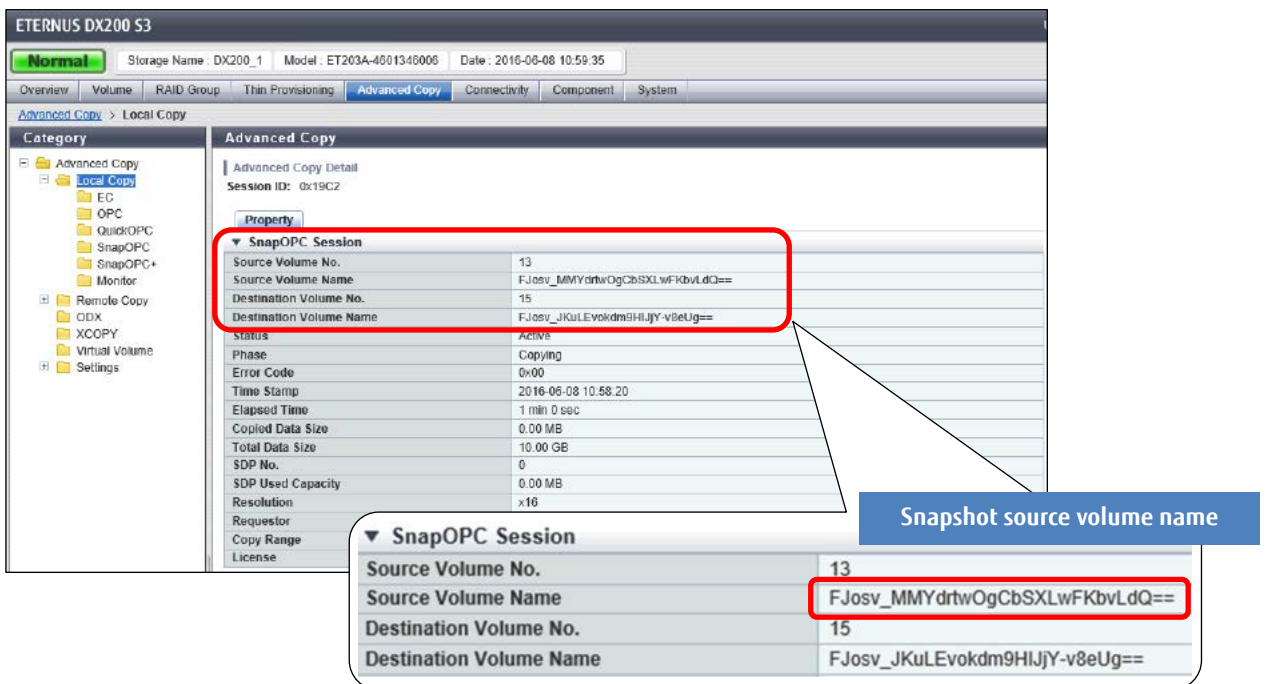 ETERNUS DX200 S3
Normal Storage Name : DX200_1 Model : ET203A-4601346006 Date : 2016-06-08 10:59:35
Overview Volume RAID Group Thin Provisioning Advanced Copy Connectivity Component System
Advanced Copy > Local Copy
Category
Advanced Copy
Local Copy
EC
OPC
QuickOPC
SnapOPC
SnapOPC+
Monitor
Remote Copy
ODX
XCOPY
Virtual Volume
Settings
Advanced Copy
Advanced Copy Detail
Session ID: 0x19C2
Property
▼ SnapOPC Session
Source Volume No. 13
Source Volume Name FJosv_MMYdrtwOgCbSXLwFKbvLdQ==
Destination Volume No. 15
Destination Volume Name FJosv_JKuLEvokdm9HIJjY-v8eUg==
Status Active
Phase Copying
Error Code 0x00
Time Stamp 2016-06-08 10:58:20
Elapsed Time 1 min 0 sec
Copied Data Size 0.00 MB
Total Data Size 10.00 GB
SDP No. 0
SDP Used Capacity 0.00 MB
Resolution x16
Requestor
Copy Range
License
Snapshot source volume name
▼ SnapOPC Session
Source Volume No. 13
Source Volume Name FJosv_MMYdrtwOgCbSXLwFKbvLdQ==
Destination Volume No. 15
Destination Volume Name FJosv_JKuLEvokdm9HIJjY-v8eUg==